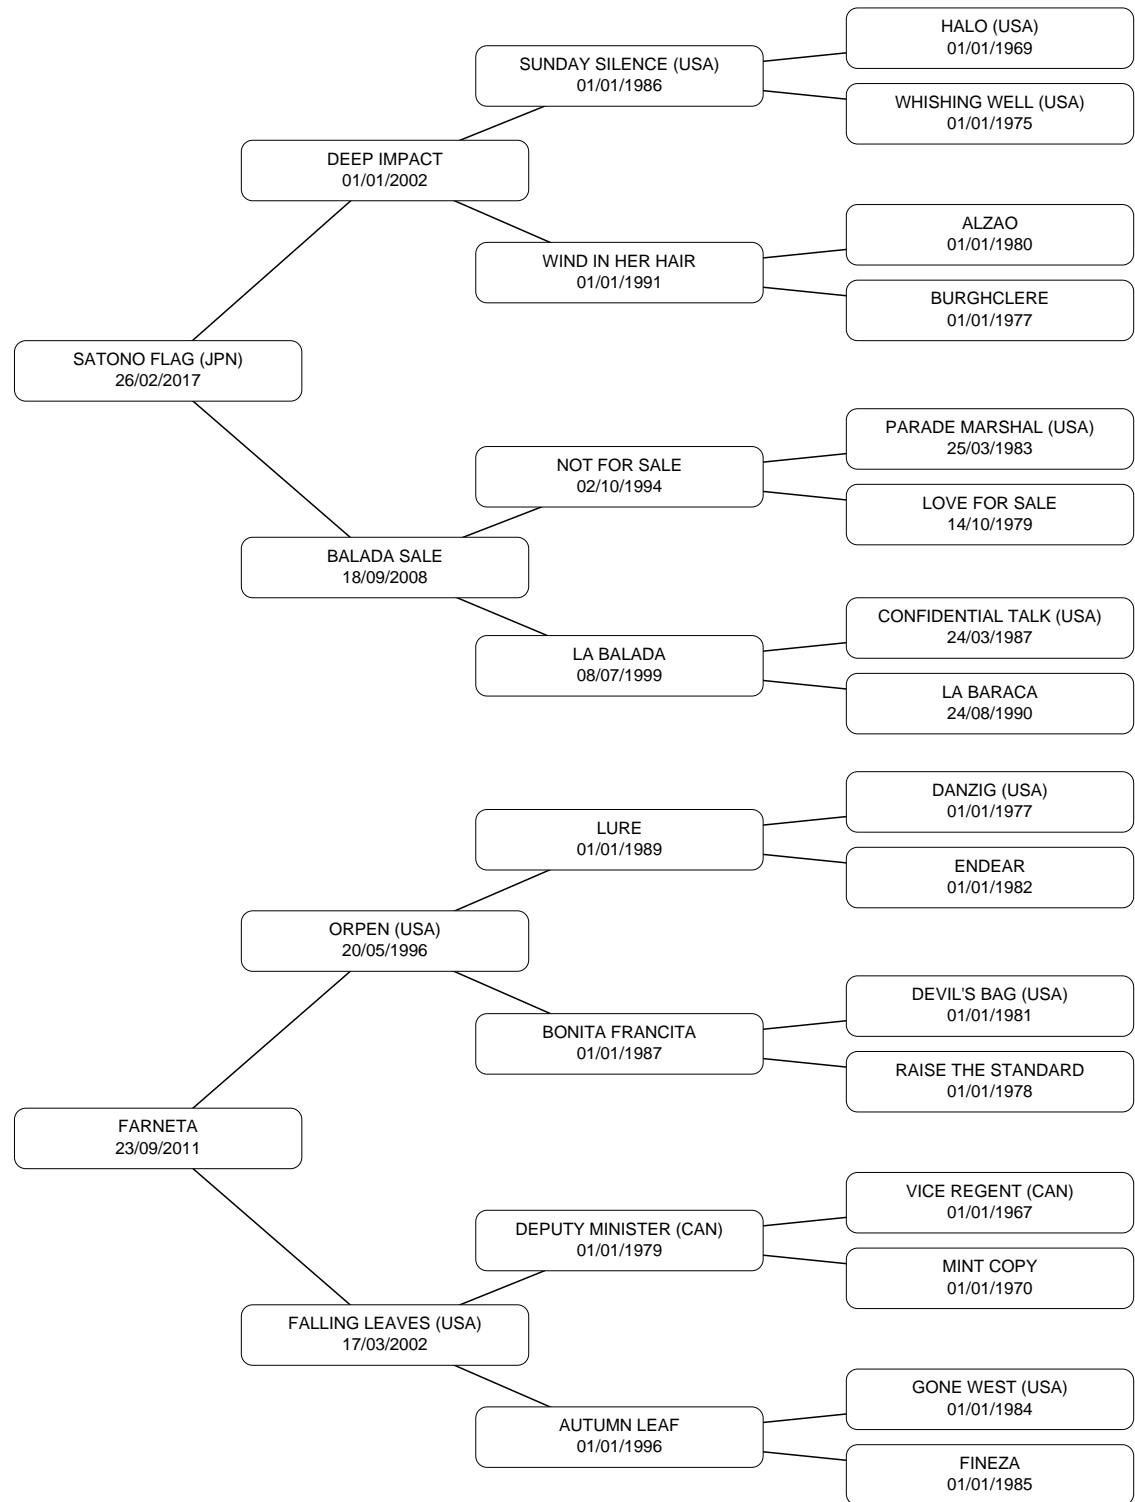 HALO (USA)
01/01/1969
SUNDAY SILENCE (USA)
01/01/1986
WHISHING WELL (USA)
01/01/1975
DEEP IMPACT
01/01/2002
ALZAO
01/01/1980
WIND IN HER HAIR
01/01/1991
BURGHCLERE
01/01/1977
SATONO FLAG (JPN)
26/02/2017
PARADE MARSHAL (USA)
25/03/1983
NOT FOR SALE
02/10/1994
LOVE FOR SALE
14/10/1979
BALADA SALE
18/09/2008
CONFIDENTIAL TALK (USA)
24/03/1987
LA BALADA
08/07/1999
LA BARACA
24/08/1990
DANZIG (USA)
01/01/1977
LURE
01/01/1989
ENDEAR
01/01/1982
ORPEN (USA)
20/05/1996
DEVIL'S BAG (USA)
01/01/1981
BONITA FRANCITA
01/01/1987
RAISE THE STANDARD
01/01/1978
FARNETA
23/09/2011
VICE REGENT (CAN)
01/01/1967
DEPUTY MINISTER (CAN)
01/01/1979
MINT COPY
01/01/1970
FALLING LEAVES (USA)
17/03/2002
GONE WEST (USA)
01/01/1984
AUTUMN LEAF
01/01/1996
FINEZA
01/01/1985